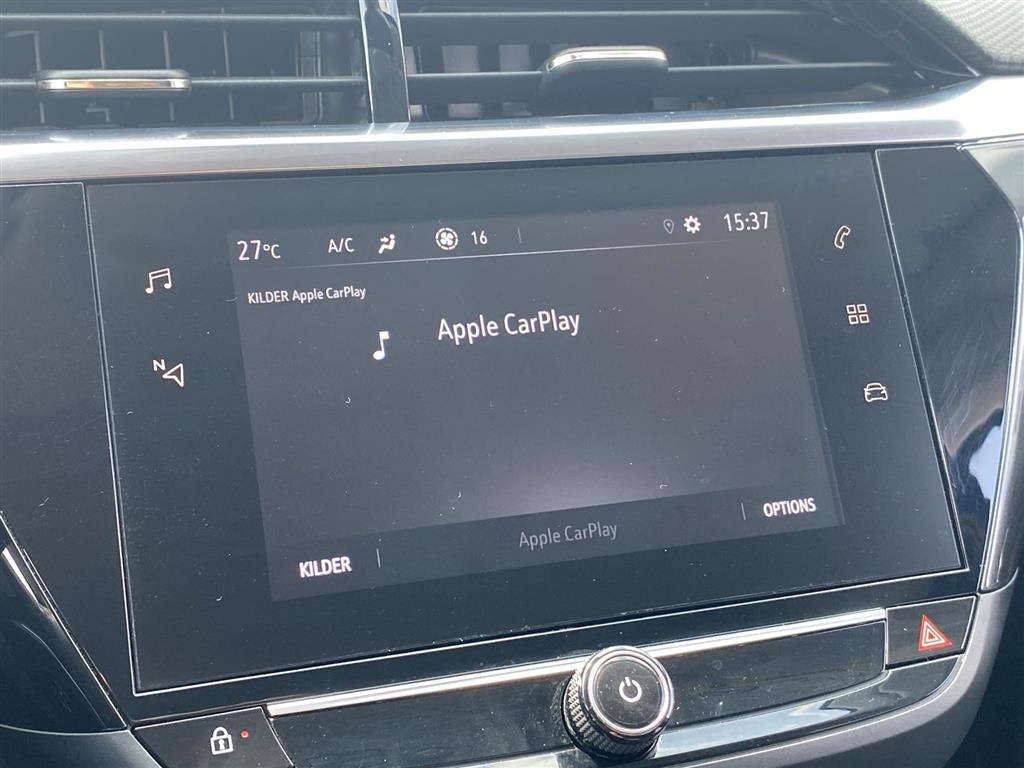 27°C A/C 16 15:37
KILDER Apple CarPlay
Apple CarPlay
N
KILDER Apple CarPlay OPTIONS